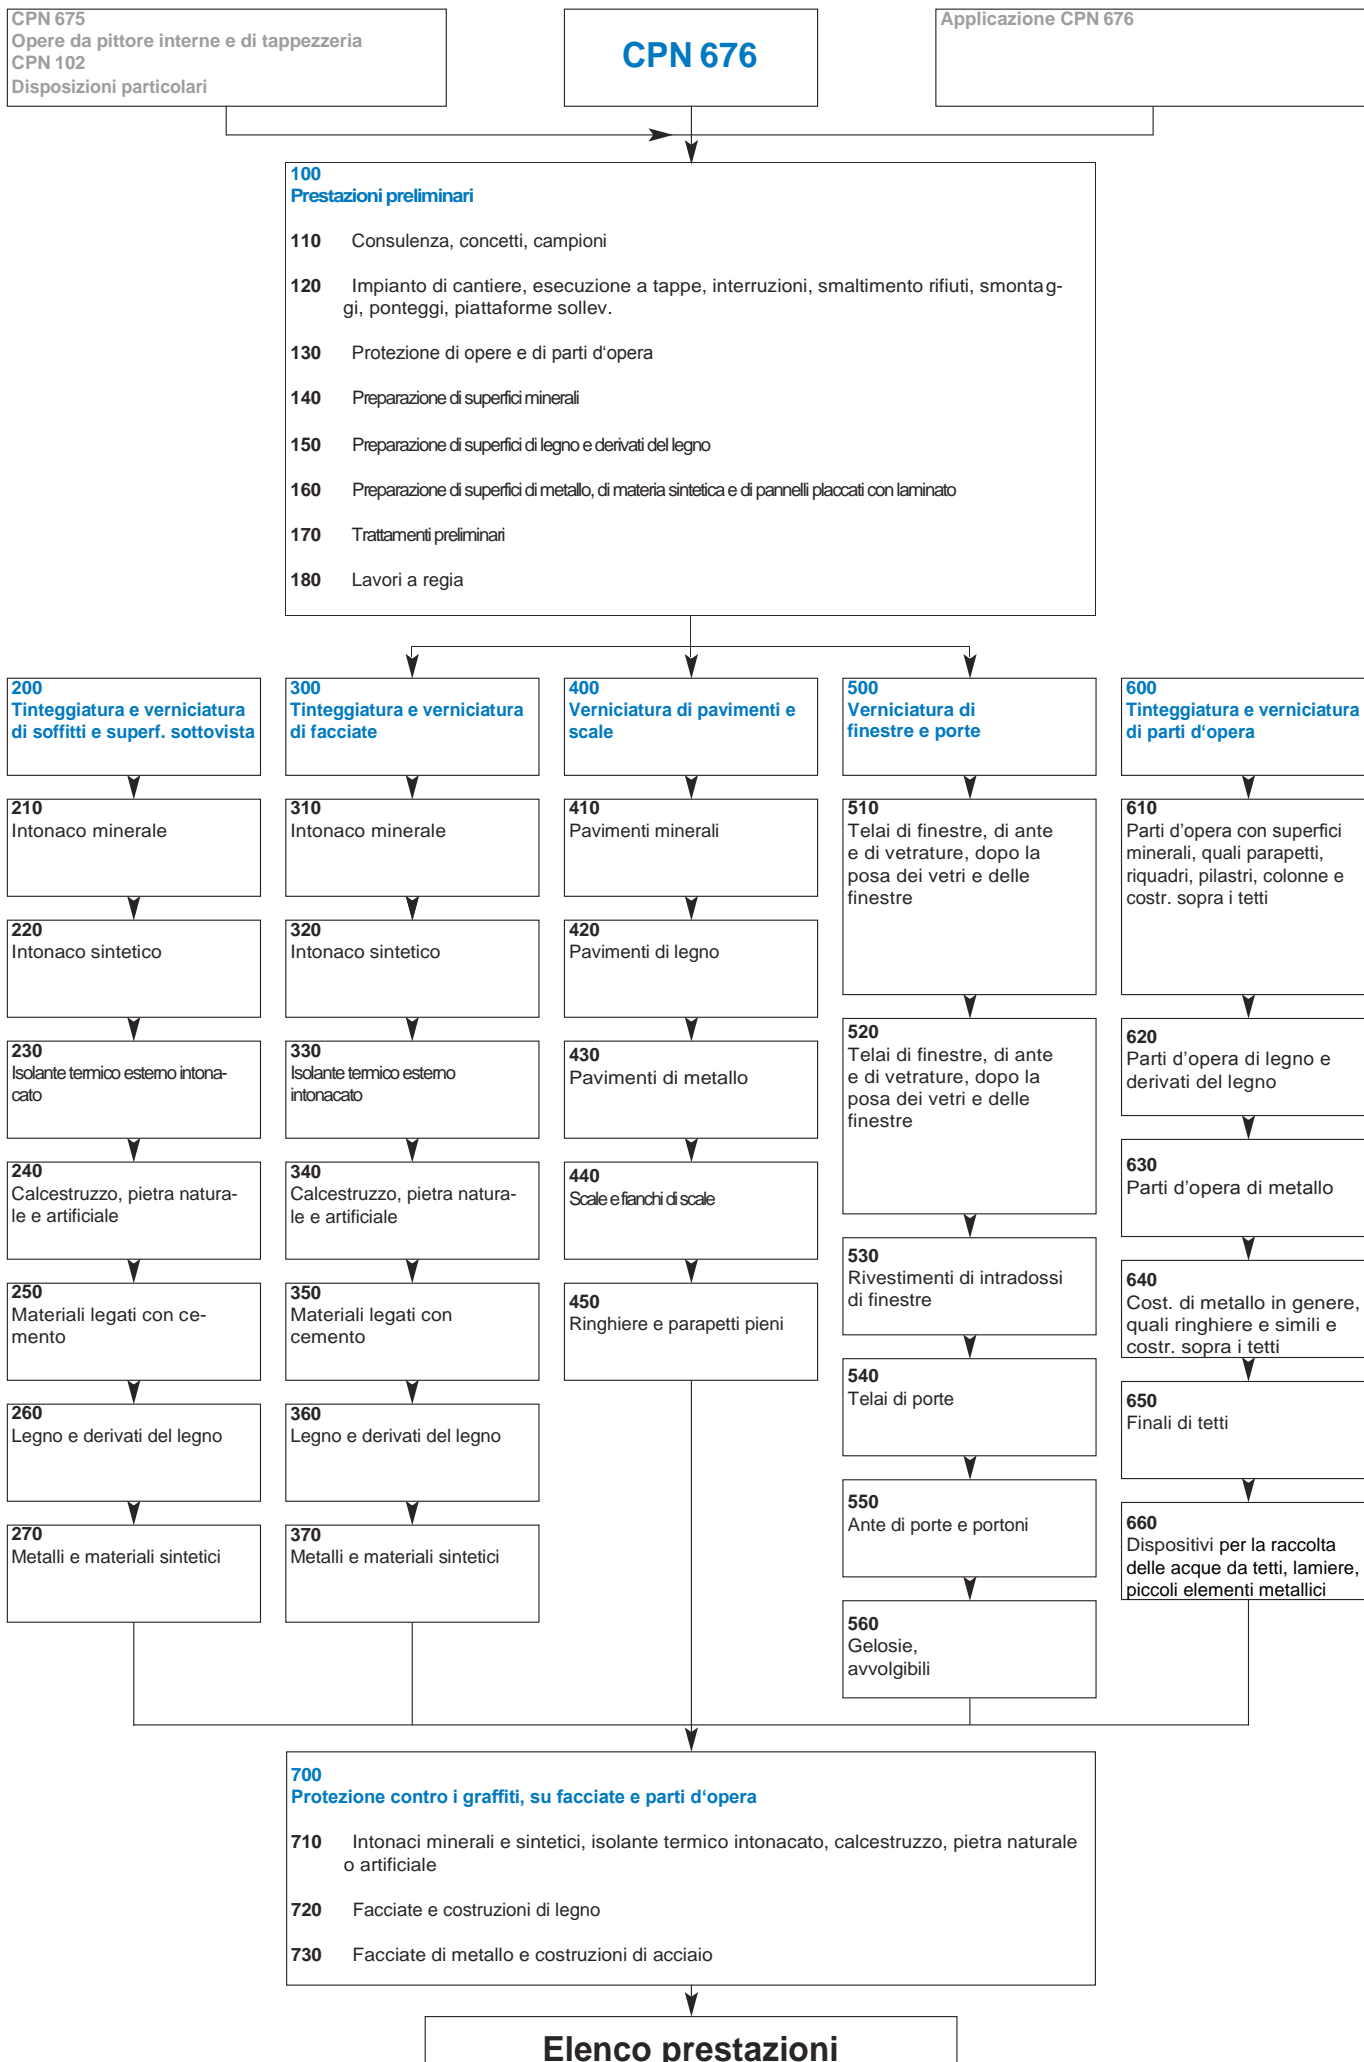 CPN 675
Opere da pittore interne e di tappezzeria
CPN 102
Disposizioni particolari
CPN 676
Applicazione CPN 676
100
Prestazioni preliminari
110 Consulenza, concetti, campioni
120 Impianto di cantiere, esecuzione a tappe, interruzioni, smaltimento rifiuti, smontag-
gi, ponteggi, piattaforme sollev.
130 Protezione di opere e di parti d‘opera
140 Preparazione di superfici minerali
150 Preparazione di superfici di legno e derivati del legno
160 Preparazione di superfici di metallo, di materia sintetica e di pannelli placcati con laminato
170 Trattamenti preliminari
180 Lavori a regia
200
Tinteggiatura e verniciatura
di soffitti e superf. sottovista
210
Intonaco minerale
220
Intonaco sintetico
230
Isolante termico esterno intona-
cato
240
Calcestruzzo, pietra natura-
le e artificiale
250
Materiali legati con ce-
mento
260
Legno e derivati del legno
270
Metalli e materiali sintetici
300
Tinteggiatura e verniciatura
di facciate
310
Intonaco minerale
320
Intonaco sintetico
330
Isolante termico esterno
intonacato
340
Calcestruzzo, pietra natura-
le e artificiale
350
Materiali legati con
cemento
360
Legno e derivati del legno
370
Metalli e materiali sintetici
400
Verniciatura di pavimenti e
scale
410
Pavimenti minerali
420
Pavimenti di legno
430
Pavimenti di metallo
440
Scale e fianchi di scale
450
Ringhiere e parapetti pieni
500
Verniciatura di
finestre e porte
510
Telai di finestre, di ante
e di vetrature, dopo la
posa dei vetri e delle
finestre
520
Telai di finestre, di ante
e di vetrature, dopo la
posa dei vetri e delle
finestre
530
Rivestimenti di intradossi
di finestre
540
Telai di porte
550
Ante di porte e portoni
560
Gelosie,
avvolgibili
600
Tinteggiatura e verniciatura
di parti d‘opera
610
Parti d’opera con superfici
minerali, quali parapetti,
riquadri, pilastri, colonne e
costr. sopra i tetti
620
Parti d’opera di legno e
derivati del legno
630
Parti d’opera di metallo
640
Cost. di metallo in genere,
quali ringhiere e simili e
costr. sopra i tetti
650
Finali di tetti
660
Dispositivi per la raccolta
delle acque da tetti, lamiere,
piccoli elementi metallici
700
Protezione contro i graffiti, su facciate e parti d’opera
710 Intonaci minerali e sintetici, isolante termico intonacato, calcestruzzo, pietra naturale
o artificiale
720 Facciate e costruzioni di legno
730 Facciate di metallo e costruzioni di acciaio
Elenco prestazioni